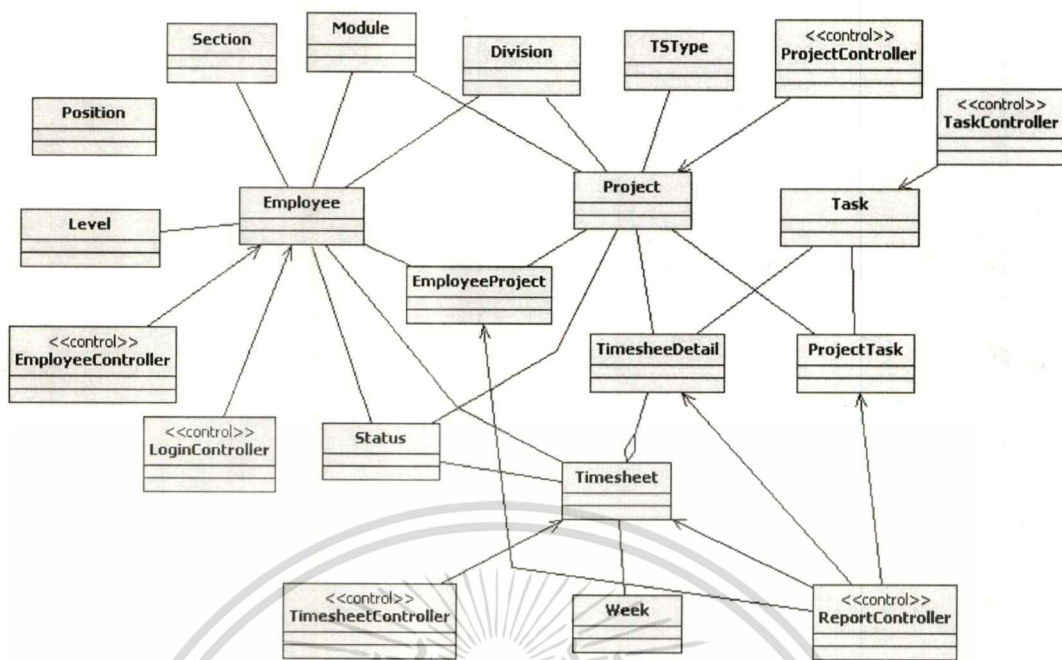 Section
Module
Division
TSType
<<control>>
ProjectController
<<control>>
TaskController
Position
Employee
Project
Task
Level
EmployeeProject
<<control>>
EmployeeController
TimesheeDetail
ProjectTask
<<control>>
LoginController
Status
Timesheet
<<control>>
TimesheetController
Week
<<control>>
ReportController